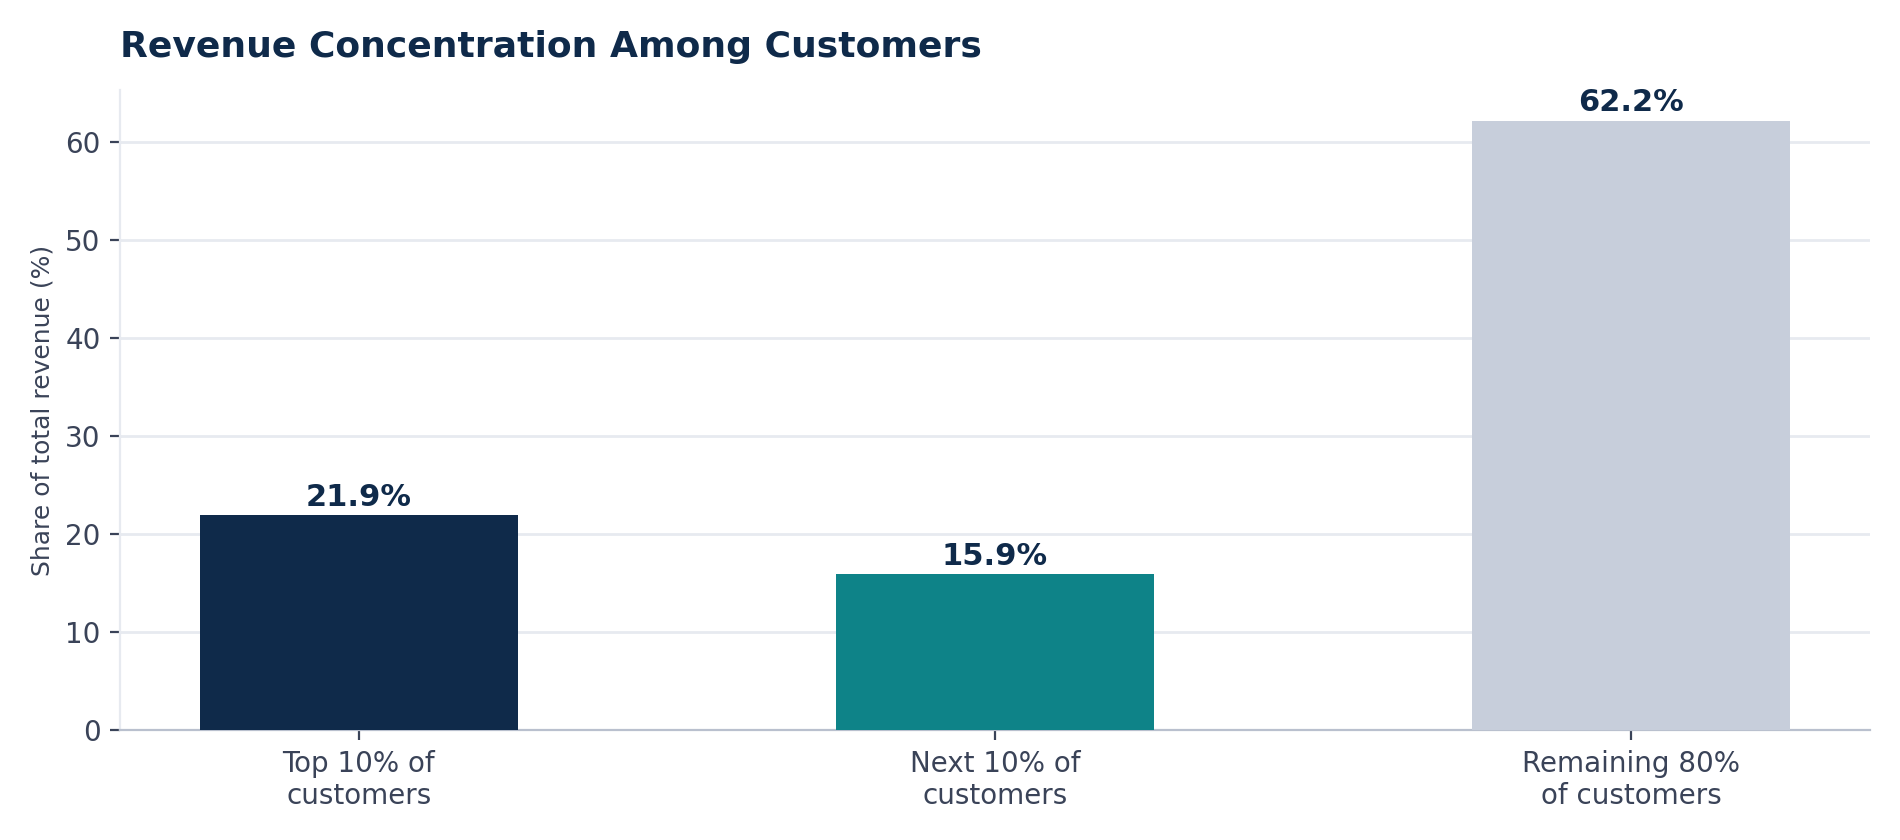 Revenue Concentration Among Customers
Share of total revenue (%)
60
50
40
30
20
10
0
21.9%
15.9%
62.2%
Top 10% of
customers
Next 10% of
customers
Remaining 80%
of customers